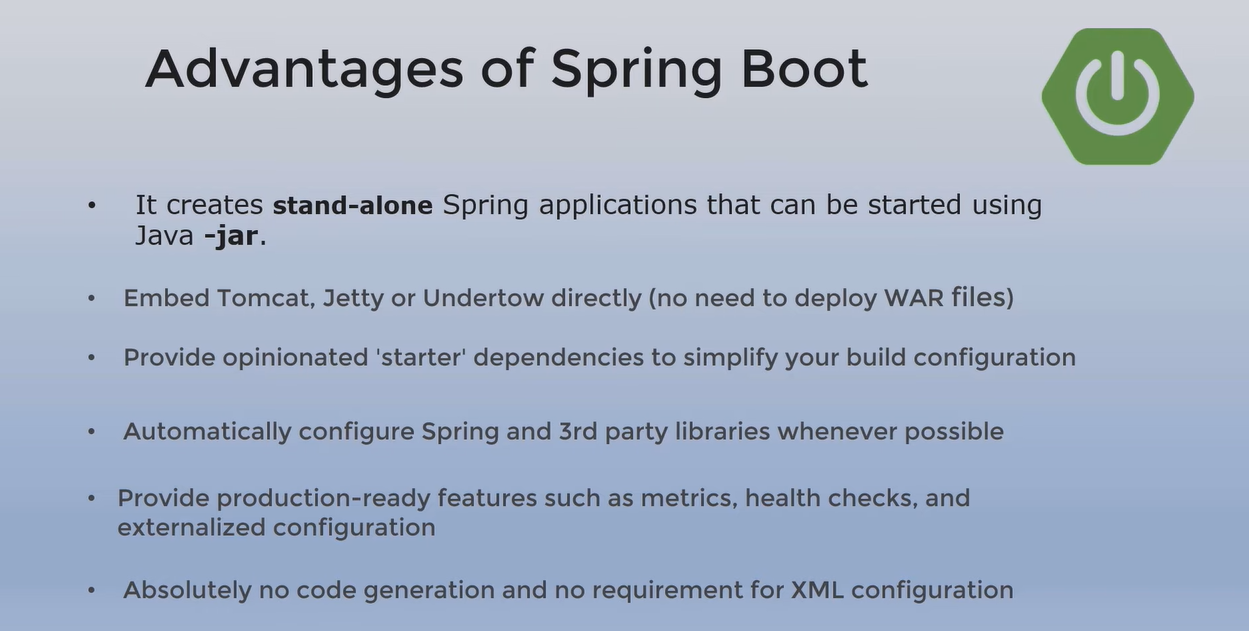 Advantages of Spring Boot
• It creates stand-alone Spring applications that can be started using
Java -jar.
• Embed Tomcat, Jetty or Undertow directly (no need to deploy WAR files)
• Provide opinionated 'starter' dependencies to simplify your build configuration
• Automatically configure Spring and 3rd party libraries whenever possible
• Provide production-ready features such as metrics, health checks, and
externalized configuration
• Absolutely no code generation and no requirement for XML configuration